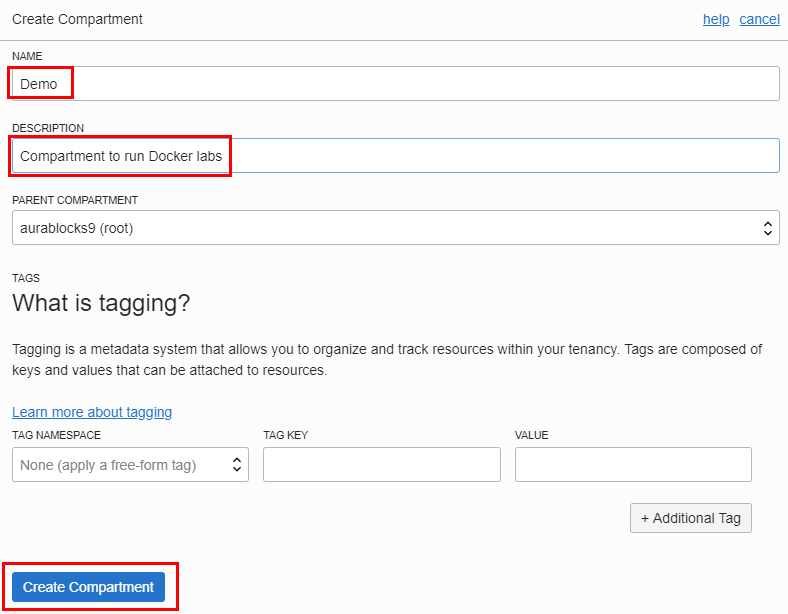 Create Compartment
help cancel
NAME
Demo
DESCRIPTION
Compartment to run Docker labs
PARENT COMPARTMENT
aurablocks9 (root)
TAGS
What is tagging?
Tagging is a metadata system that allows you to organize and track resources within your tenancy. Tags are composed of
keys and values that can be attached to resources.
Learn more about tagging
TAG NAMESPACE TAG KEY VALUE
None (apply a free-form tag)
+ Additional Tag
Create Compartment